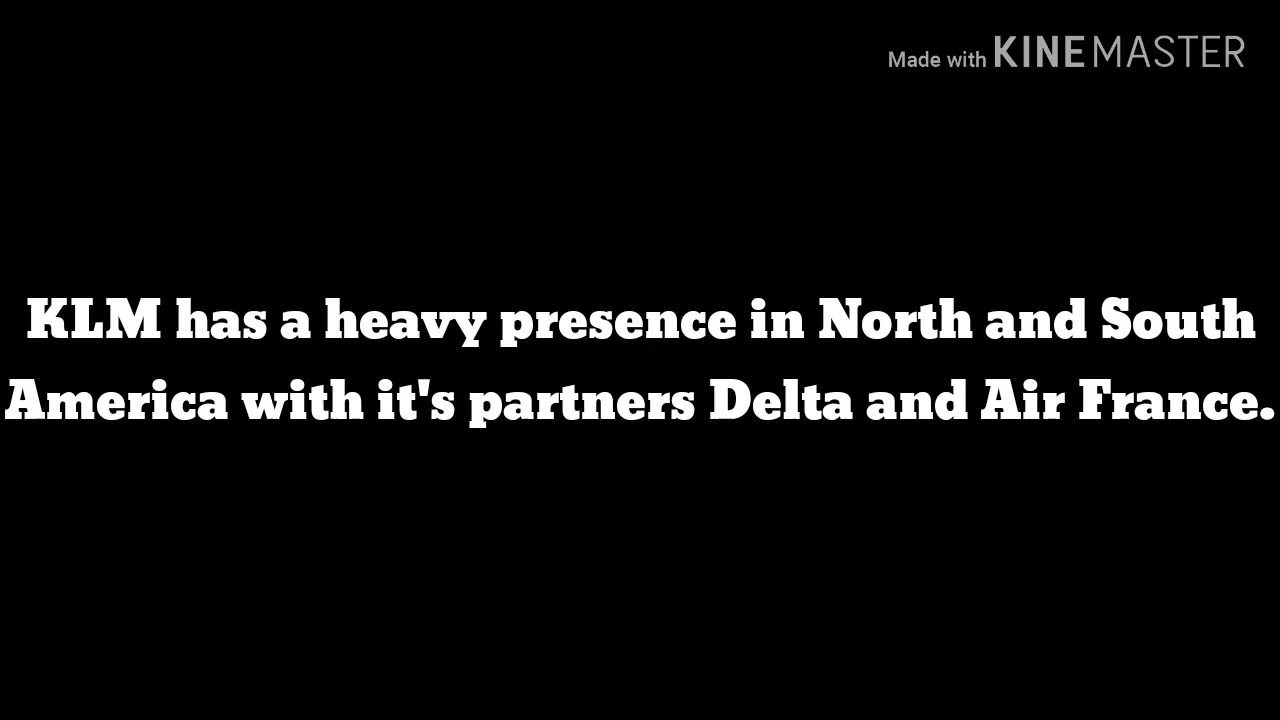 Made with KINEMASTER
KLM has a heavy presence in North and South
America with it's partners Delta and Air France.